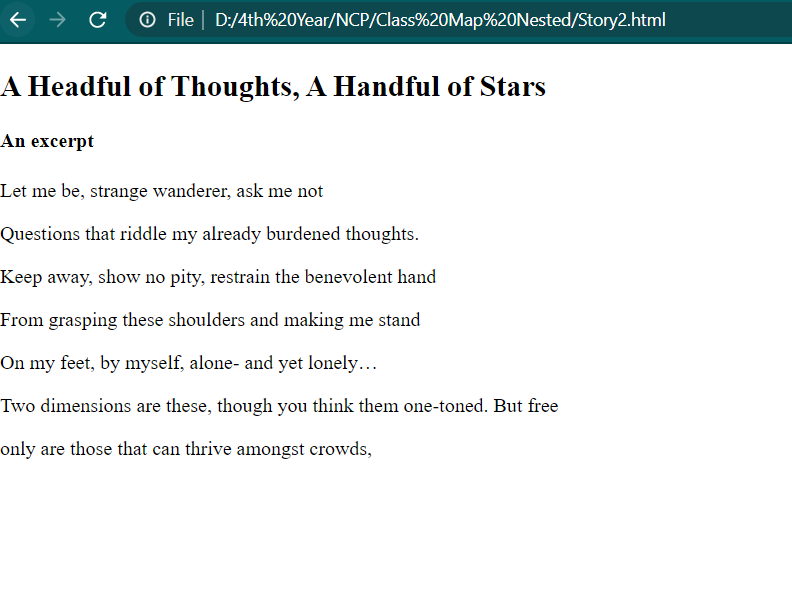 File D:/4th%20Year/NCP/Class%20Map%20Nested/Story2.html
A Headful of Thoughts, A Handful of Stars
An excerpt
Let me be, strange wanderer, ask me not
Questions that riddle my already burdened thoughts.
Keep away, show no pity, restrain the benevolent hand
From grasping these shoulders and making me stand
On my feet, by myself, alone- and yet lonely…
Two dimensions are these, though you think them one-toned. But free
only are those that can thrive amongst crowds,